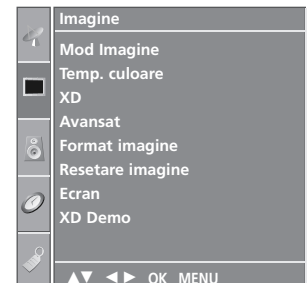 Imagine
Mod Imagine
Temp. culoare
XD
Avansat
Format imagine
Resetare imagine
Ecran
XD Demo
▲▼ ◄► OK MENU